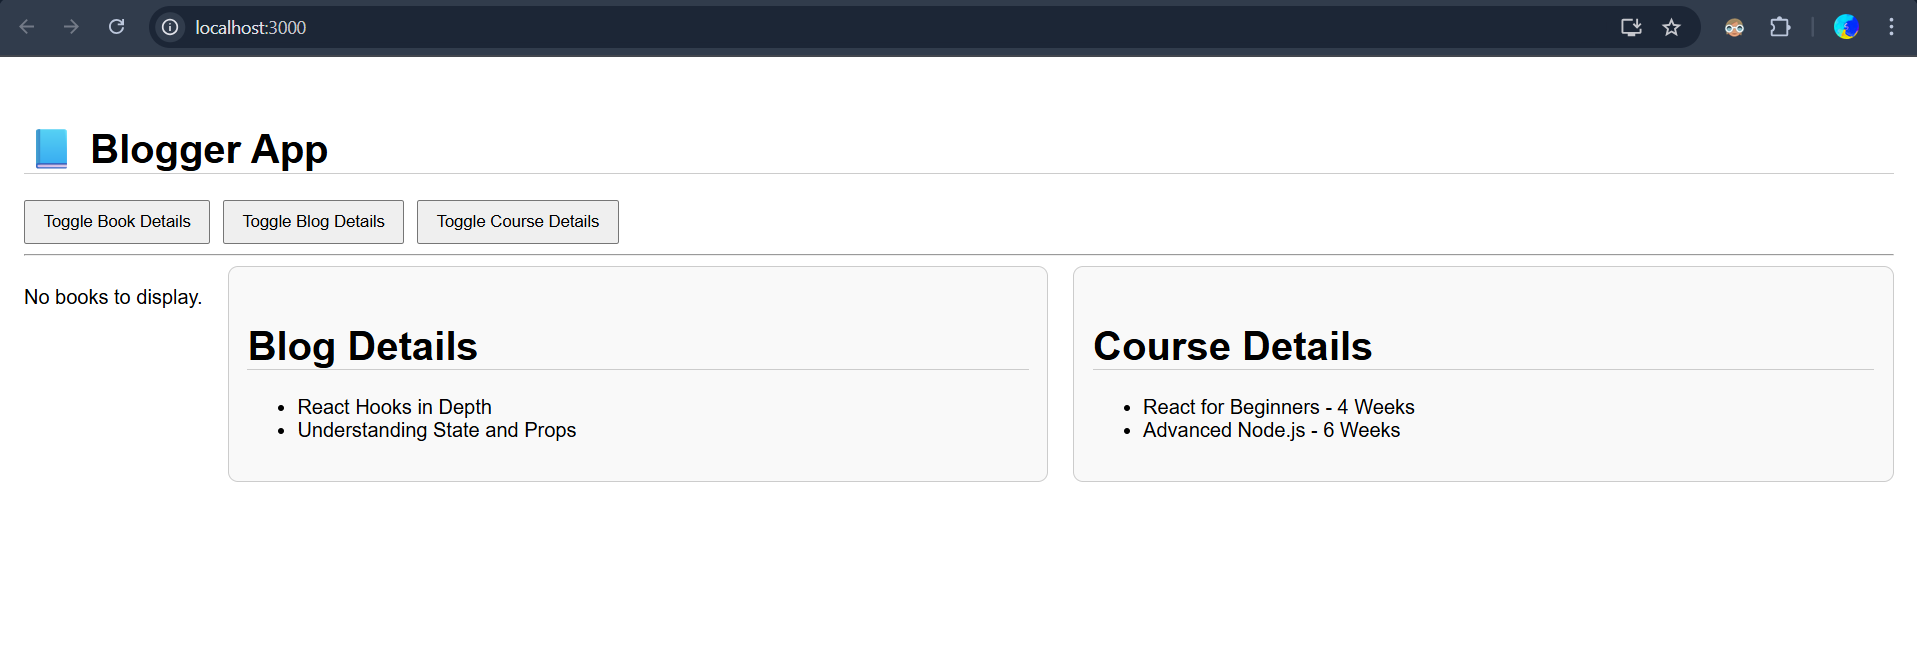 localhost:3000
Blogger App
Toggle Book Details Toggle Blog Details Toggle Course Details
No books to display.
Blog Details
React Hooks in Depth
Understanding State and Props
Course Details
React for Beginners - 4 Weeks
Advanced Node.js - 6 Weeks